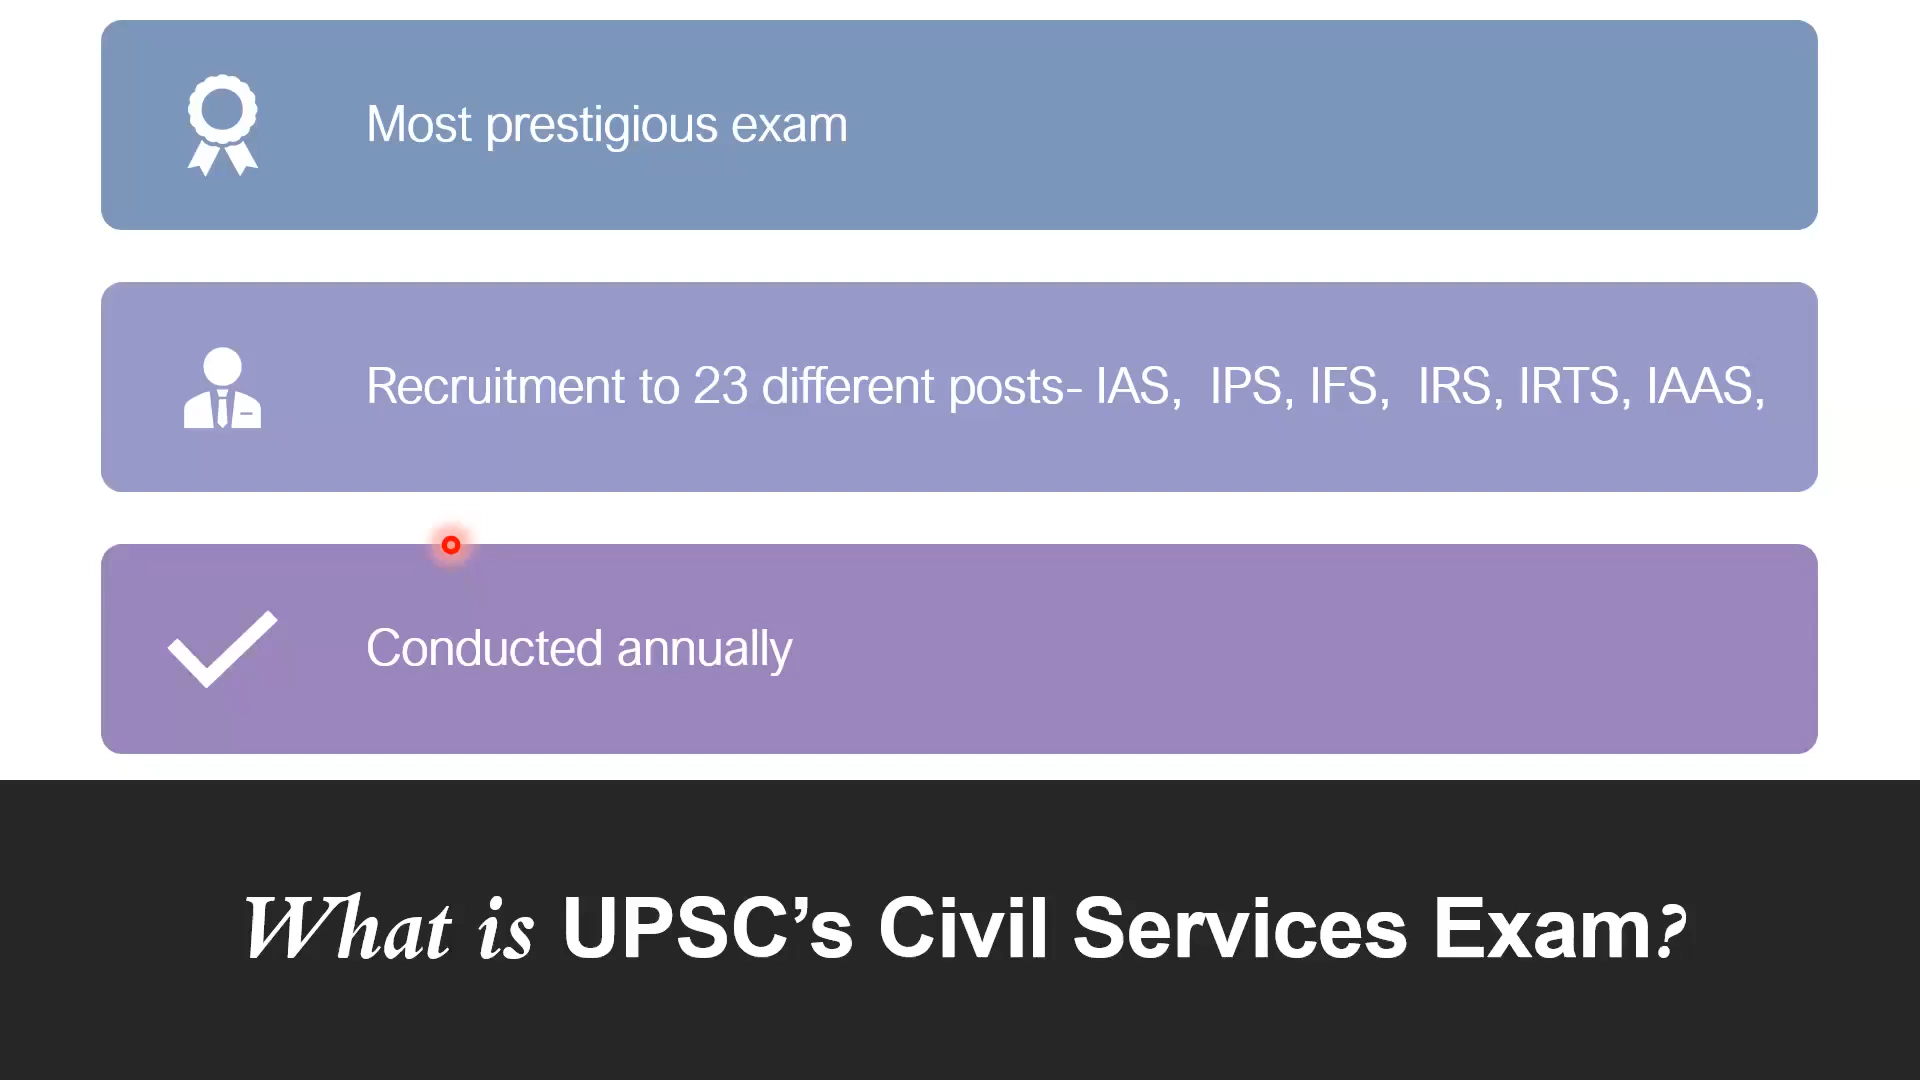 Most prestigious exam
Recruitment to 23 different posts- IAS,  IPS, IFS,  IRS, IRTS, IAAS,
Conducted annually
What is UPSC’s Civil Services Exam?